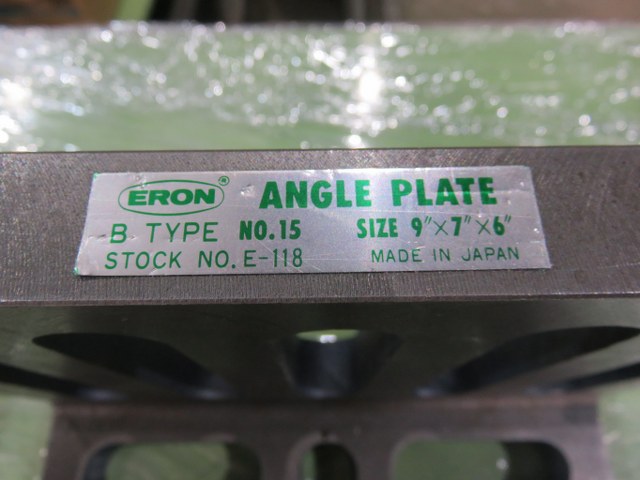 ERON® ANGLE PLATE
B TYPE NO.15 SIZE 9"×7"×6"
STOCK NO. E-118 MADE IN JAPAN